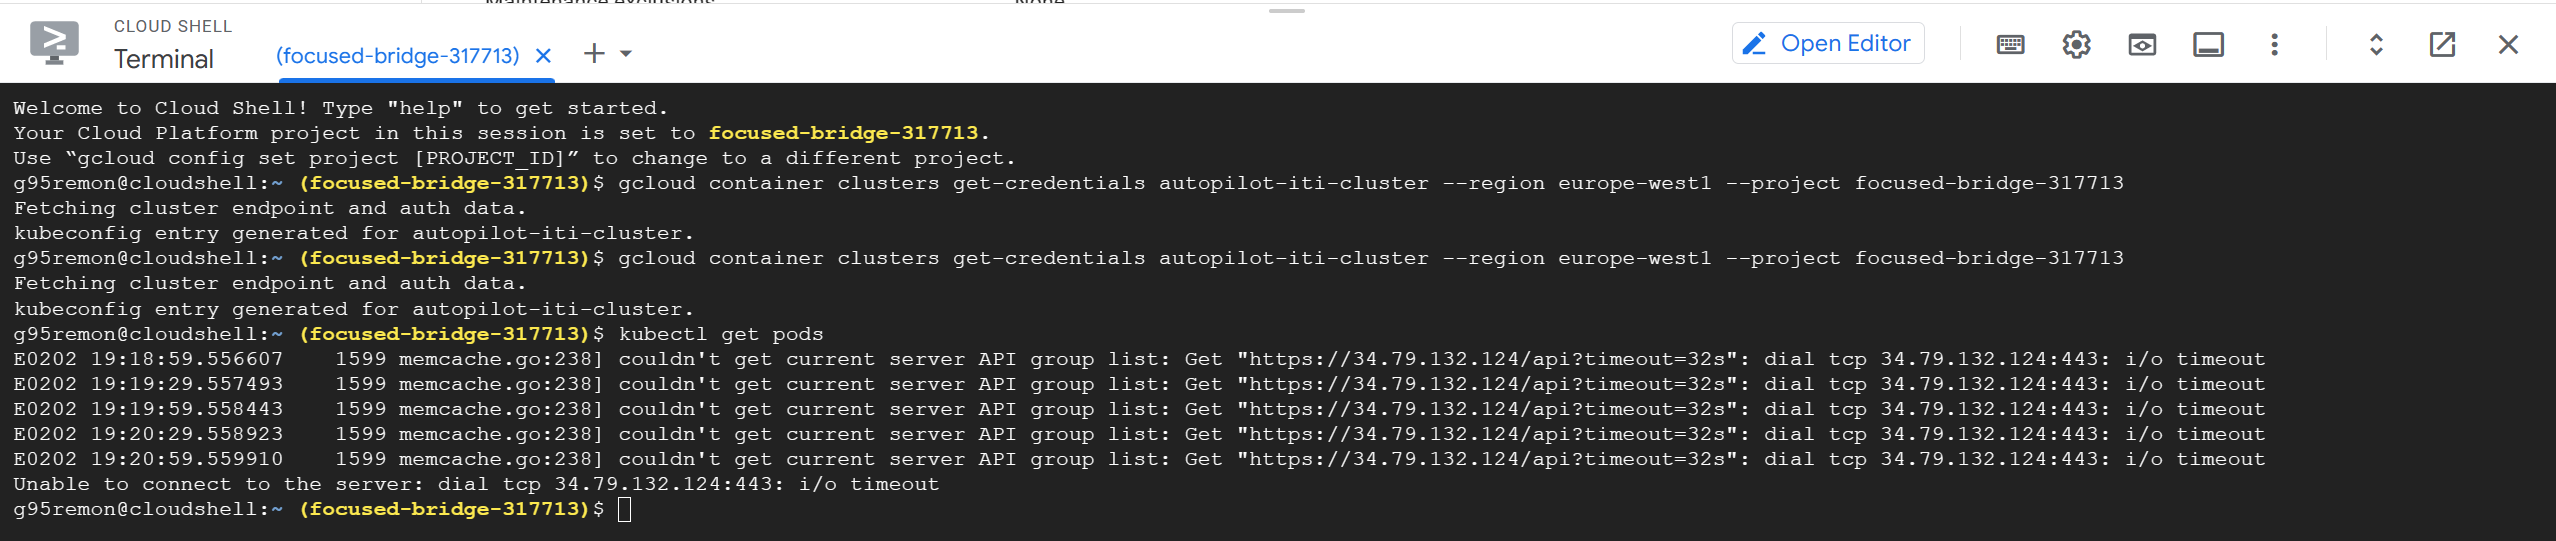 Maintenance exclusions None
CLOUD SHELL
Terminal
(focused-bridge-317713)
Open Editor
Welcome to Cloud Shell! Type "help" to get started.
Your Cloud Platform project in this session is set to focused-bridge-317713.
Use “gcloud config set project [PROJECT_ID]” to change to a different project.
g95remon@cloudshell:~ (focused-bridge-317713)$ gcloud container clusters get-credentials autopilot-iti-cluster --region europe-west1 --project focused-bridge-317713
Fetching cluster endpoint and auth data.
kubeconfig entry generated for autopilot-iti-cluster.
g95remon@cloudshell:~ (focused-bridge-317713)$ gcloud container clusters get-credentials autopilot-iti-cluster --region europe-west1 --project focused-bridge-317713
Fetching cluster endpoint and auth data.
kubeconfig entry generated for autopilot-iti-cluster.
g95remon@cloudshell:~ (focused-bridge-317713)$ kubectl get pods
E0202 19:18:59.556607    1599 memcache.go:238] couldn't get current server API group list: Get "https://34.79.132.124/api?timeout=32s": dial tcp 34.79.132.124:443: i/o timeout
E0202 19:19:29.557493    1599 memcache.go:238] couldn't get current server API group list: Get "https://34.79.132.124/api?timeout=32s": dial tcp 34.79.132.124:443: i/o timeout
E0202 19:19:59.558443    1599 memcache.go:238] couldn't get current server API group list: Get "https://34.79.132.124/api?timeout=32s": dial tcp 34.79.132.124:443: i/o timeout
E0202 19:20:29.558923    1599 memcache.go:238] couldn't get current server API group list: Get "https://34.79.132.124/api?timeout=32s": dial tcp 34.79.132.124:443: i/o timeout
E0202 19:20:59.559910    1599 memcache.go:238] couldn't get current server API group list: Get "https://34.79.132.124/api?timeout=32s": dial tcp 34.79.132.124:443: i/o timeout
Unable to connect to the server: dial tcp 34.79.132.124:443: i/o timeout
g95remon@cloudshell:~ (focused-bridge-317713)$